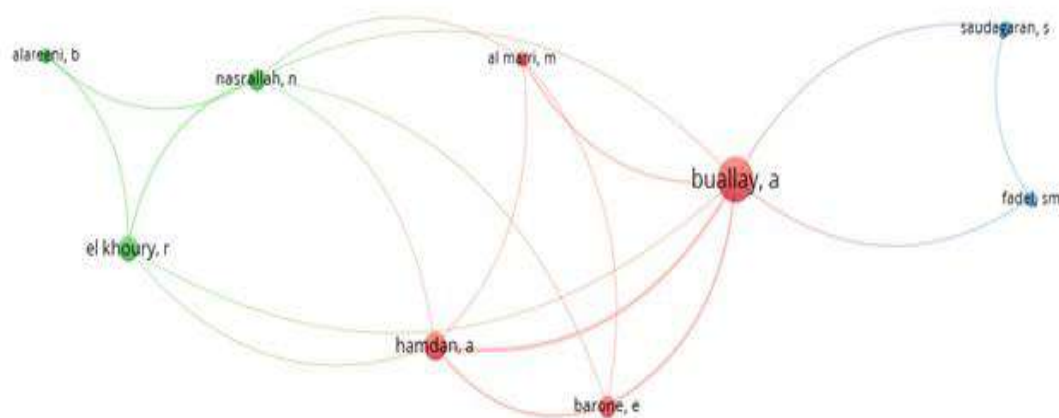 saudagaran, s
alareeni, b
al marri, m
nasrallah, n
buallay, a
fadel, sm
el khoury, r
hamdan, a
barone, e